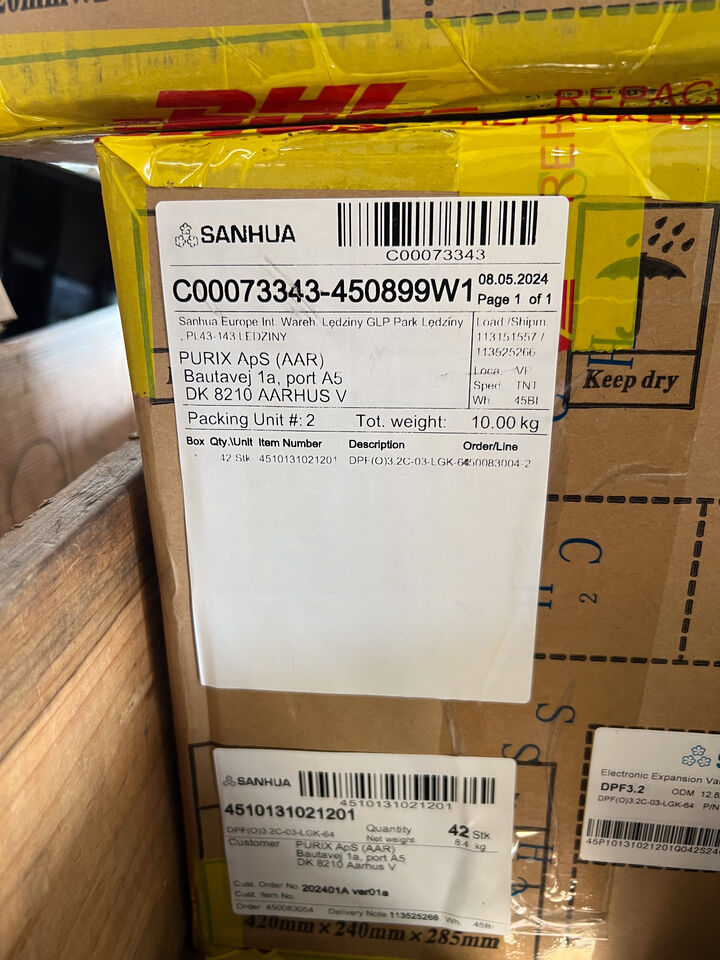 DHL
REPACK
SANHUA
C00073343
C00073343-450899W1
08.05.2024
Page 1 of 1
Sanhua Europe Int. Wareh. Lędziny GLP Park Lędziny
, PL43-143 LEDZINY
Load /Shipm.
113151557 /
113525266
PURIX ApS (AAR)
Bautavej 1a, port A5
DK 8210 AARHUS V
Loca. VP
Sped. TNT
Wh. 45BI
Packing Unit #: 2 Tot. weight: 10.00 kg
Box Qty.\Unit Item Number Description Order/Line
1 42 Stk 4510131021201 DPF(O)3.2C-03-LGK-64 450083004-2
Keep dry
SANHUA
4510131021201
4510131021201
DPF(O)3.2C-03-LGK-64
Quantity 42 Stk
Net weight 8.4 kg
Customer PURIX ApS (AAR)
Bautavej 1a, port A5
DK 8210 Aarhus V
Cust. Order No. 202401A ver01a
Cust. Item No.
Order 450083004 Delivery Note 113525266 Wh. 45BI
420mm×240mm×285mm
Electronic Expansion
DPF3.2 ODM
DPF(O)3.2C-03-LGK-64 P/N